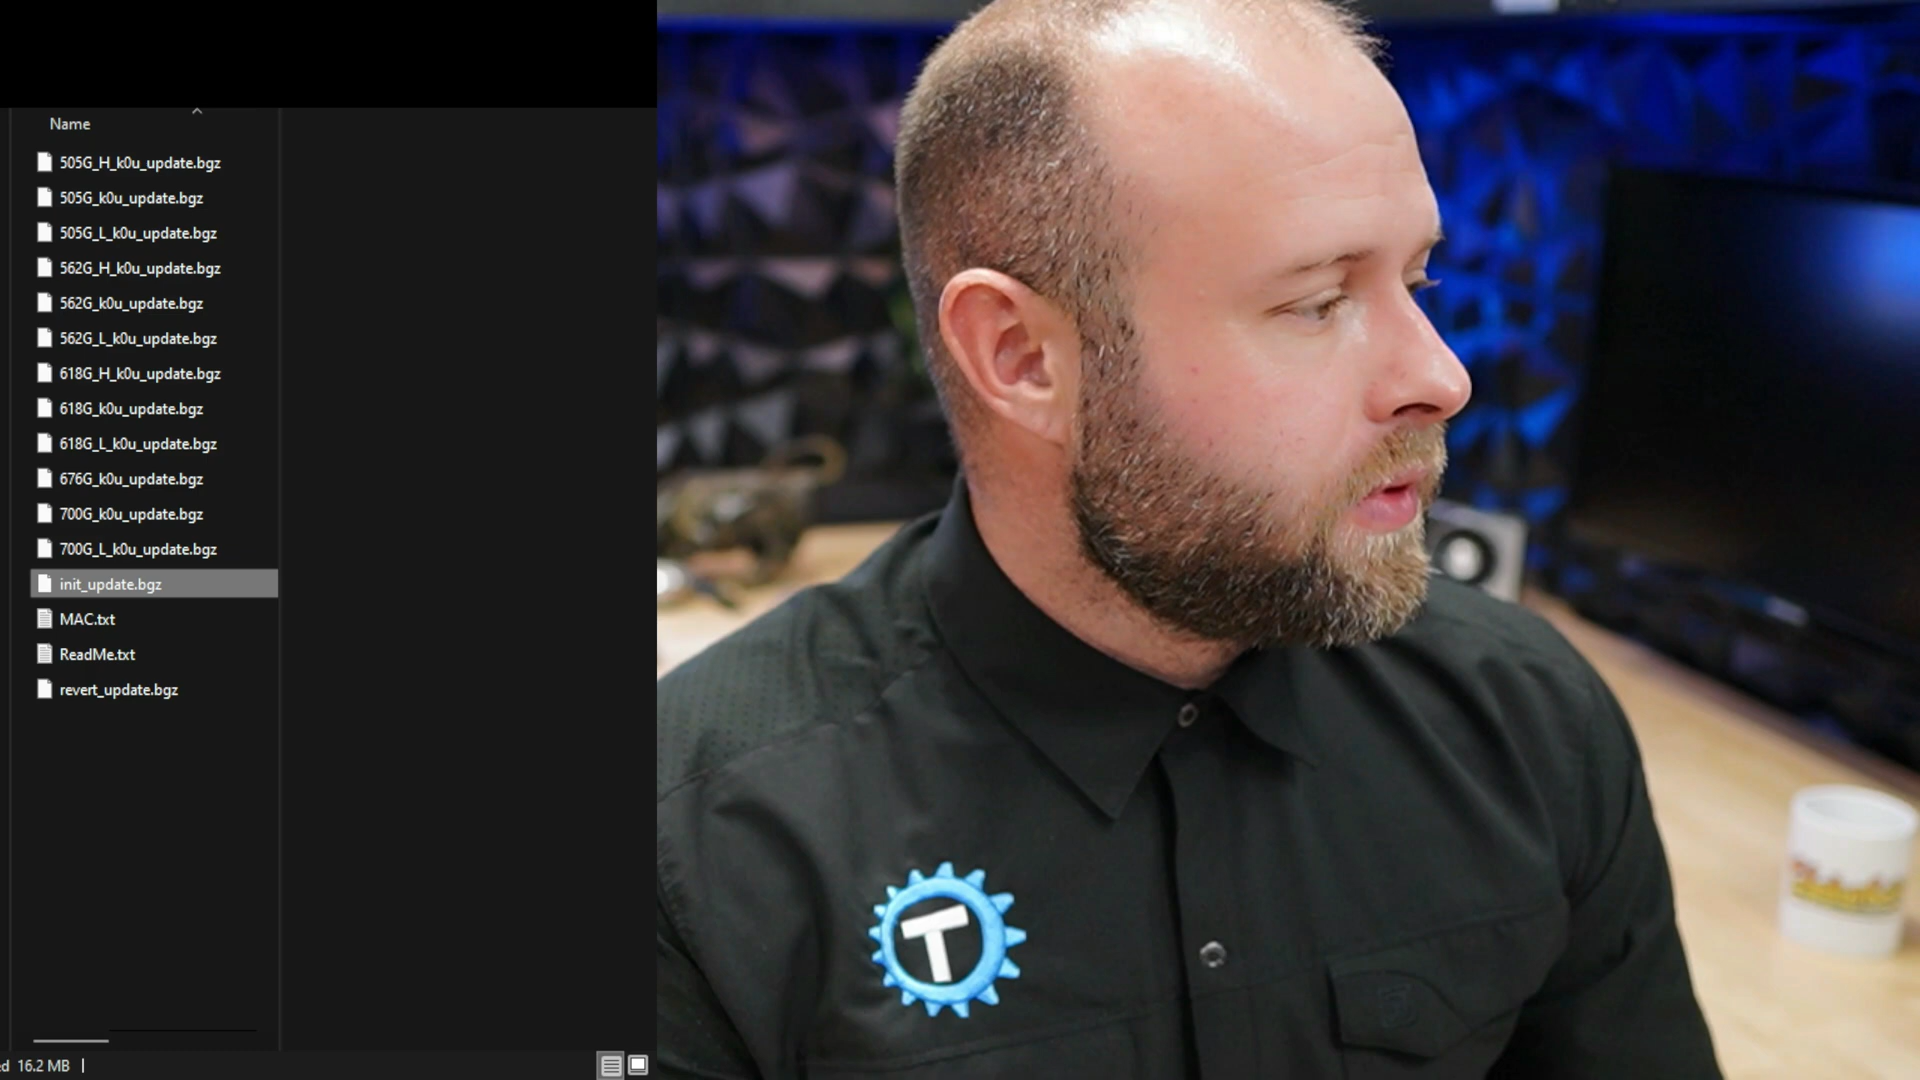 Name
505G_H_k0u_update.bgz
505G_k0u_update.bgz
505G_L_k0u_update.bgz
562G_H_k0u_update.bgz
562G_k0u_update.bgz
562G_L_k0u_update.bgz
618G_H_k0u_update.bgz
618G_k0u_update.bgz
618G_L_k0u_update.bgz
676G_k0u_update.bgz
700G_k0u_update.bgz
700G_L_k0u_update.bgz
init_update.bgz
MAC.txt
ReadMe.txt
revert_update.bgz
16.2 MB
T